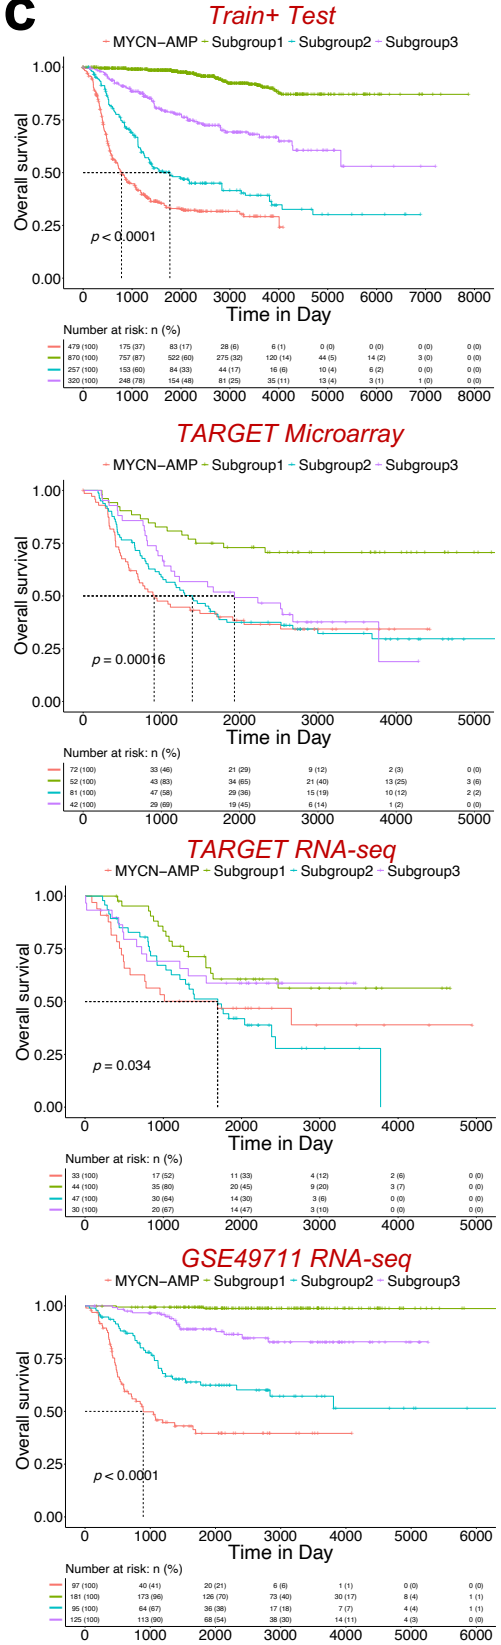 c
Train+ Test
MYCN-AMP Subgroup1 Subgroup2 Subgroup3
1.00
0.75
0.50
0.25
0.00
Overall survival
p < 0.0001
0 1000 2000 3000 4000 5000 6000 7000 8000
Time in Day
Number at risk: n (%)
479 (100) 175 (37) 83 (17) 28 (6) 6 (1) 0 (0) 0 (0) 0 (0) 0 (0)
870 (100) 757 (87) 522 (60) 275 (32) 120 (14) 44 (5) 14 (2) 3 (0) 0 (0)
257 (100) 153 (60) 84 (33) 44 (17) 16 (6) 10 (4) 6 (2) 0 (0) 0 (0)
320 (100) 248 (78) 154 (48) 81 (25) 35 (11) 13 (4) 3 (1) 1 (0) 0 (0)
0 1000 2000 3000 4000 5000 6000 7000 8000
TARGET Microarray
MYCN-AMP Subgroup1 Subgroup2 Subgroup3
1.00
0.75
0.50
0.25
0.00
Overall survival
p = 0.00016
0 1000 2000 3000 4000 5000
Time in Day
Number at risk: n (%)
72 (100) 33 (46) 21 (29) 9 (12) 2 (3) 0 (0)
52 (100) 43 (83) 34 (65) 21 (40) 13 (25) 3 (6)
81 (100) 47 (58) 29 (36) 15 (19) 10 (12) 2 (2)
42 (100) 29 (69) 19 (45) 6 (14) 1 (2) 0 (0)
0 1000 2000 3000 4000 5000
TARGET RNA-seq
MYCN-AMP Subgroup1 Subgroup2 Subgroup3
1.00
0.75
0.50
0.25
0.00
Overall survival
p = 0.034
0 1000 2000 3000 4000 5000
Time in Day
Number at risk: n (%)
33 (100) 17 (52) 11 (33) 4 (12) 2 (6) 0 (0)
44 (100) 35 (80) 20 (45) 9 (20) 3 (7) 0 (0)
47 (100) 30 (64) 14 (30) 3 (6) 0 (0) 0 (0)
30 (100) 20 (67) 14 (47) 3 (10) 0 (0) 0 (0)
0 1000 2000 3000 4000 5000
GSE49711 RNA-seq
MYCN-AMP Subgroup1 Subgroup2 Subgroup3
1.00
0.75
0.50
0.25
0.00
Overall survival
p < 0.0001
0 1000 2000 3000 4000 5000 6000
Time in Day
Number at risk: n (%)
97 (100) 40 (41) 20 (21) 6 (6) 1 (1) 0 (0) 0 (0)
181 (100) 173 (96) 126 (70) 73 (40) 30 (17) 8 (4) 1 (1)
95 (100) 64 (67) 36 (38) 17 (18) 7 (7) 4 (4) 1 (1)
125 (100) 113 (90) 68 (54) 38 (30) 14 (11) 4 (3) 0 (0)
0 1000 2000 3000 4000 5000 6000